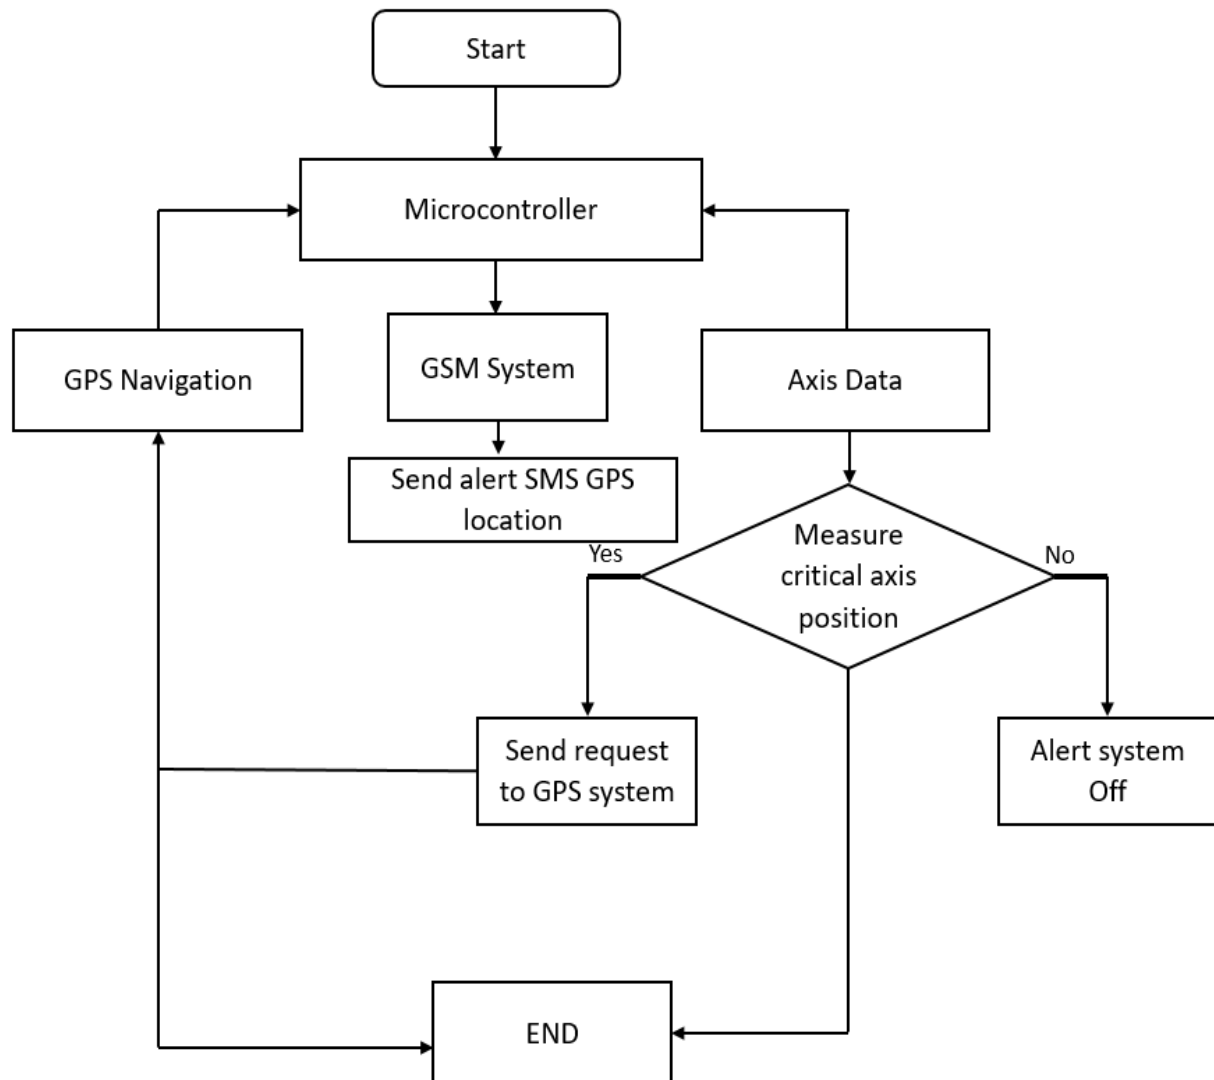 Start
Microcontroller
GPS Navigation
GSM System
Axis Data
Send alert SMS GPS
location
Measure
critical axis
position
Yes
No
Send request
to GPS system
Alert system
Off
END